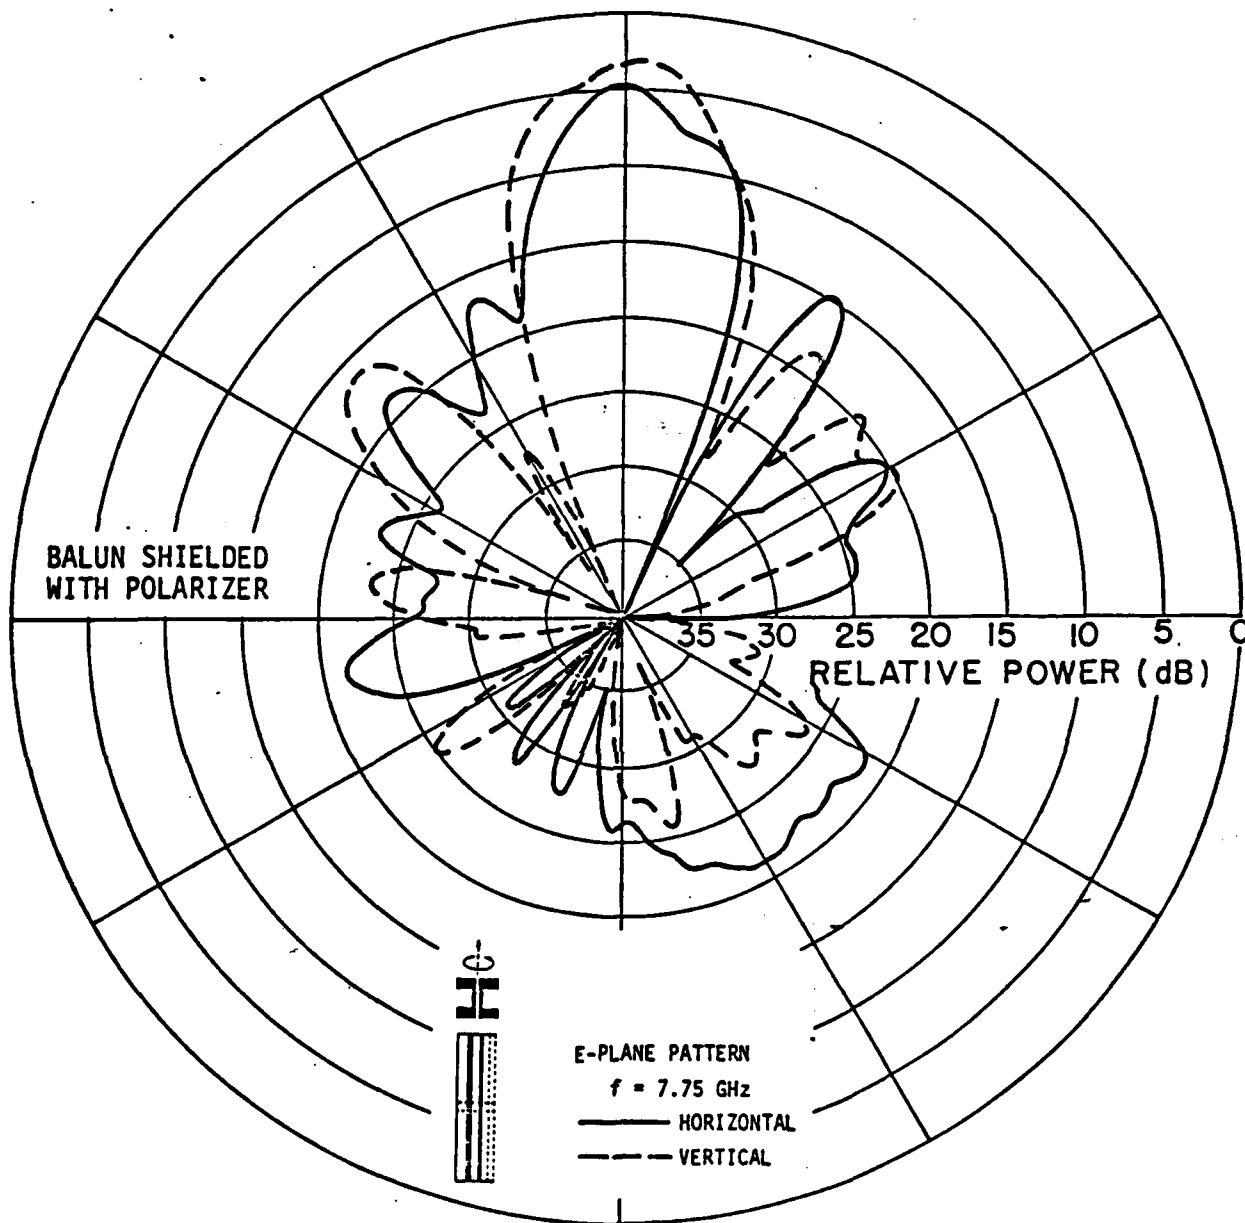 BALUN SHIELDED
WITH POLARIZER
35 30 25 20 15 10 5. 0
RELATIVE POWER (dB)
E-PLANE PATTERN
f = 7.75 GHz
HORIZONTAL
VERTICAL